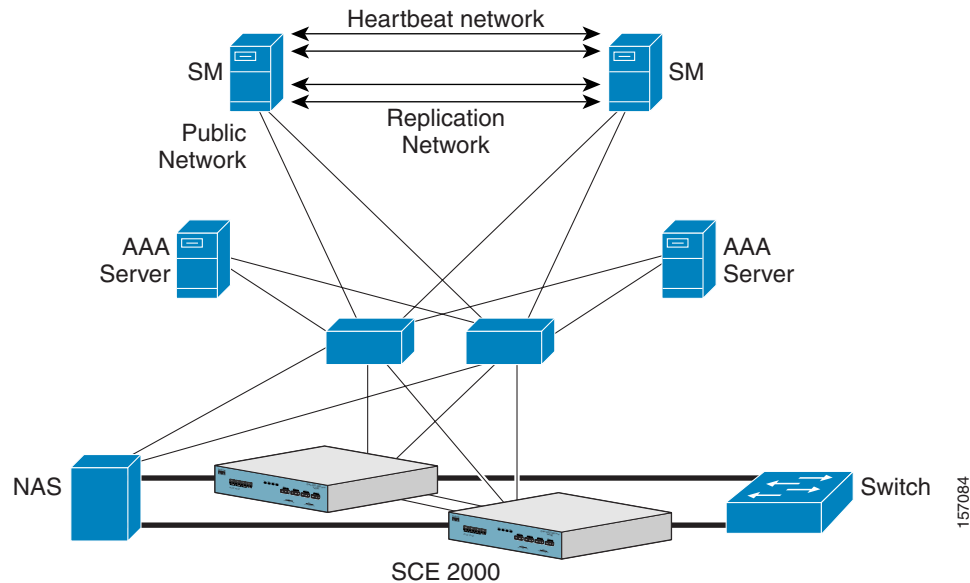 Heartbeat network
SM
SM
Replication
Network
Public
Network
AAA
Server
AAA
Server
NAS
Switch
SCE 2000
157084